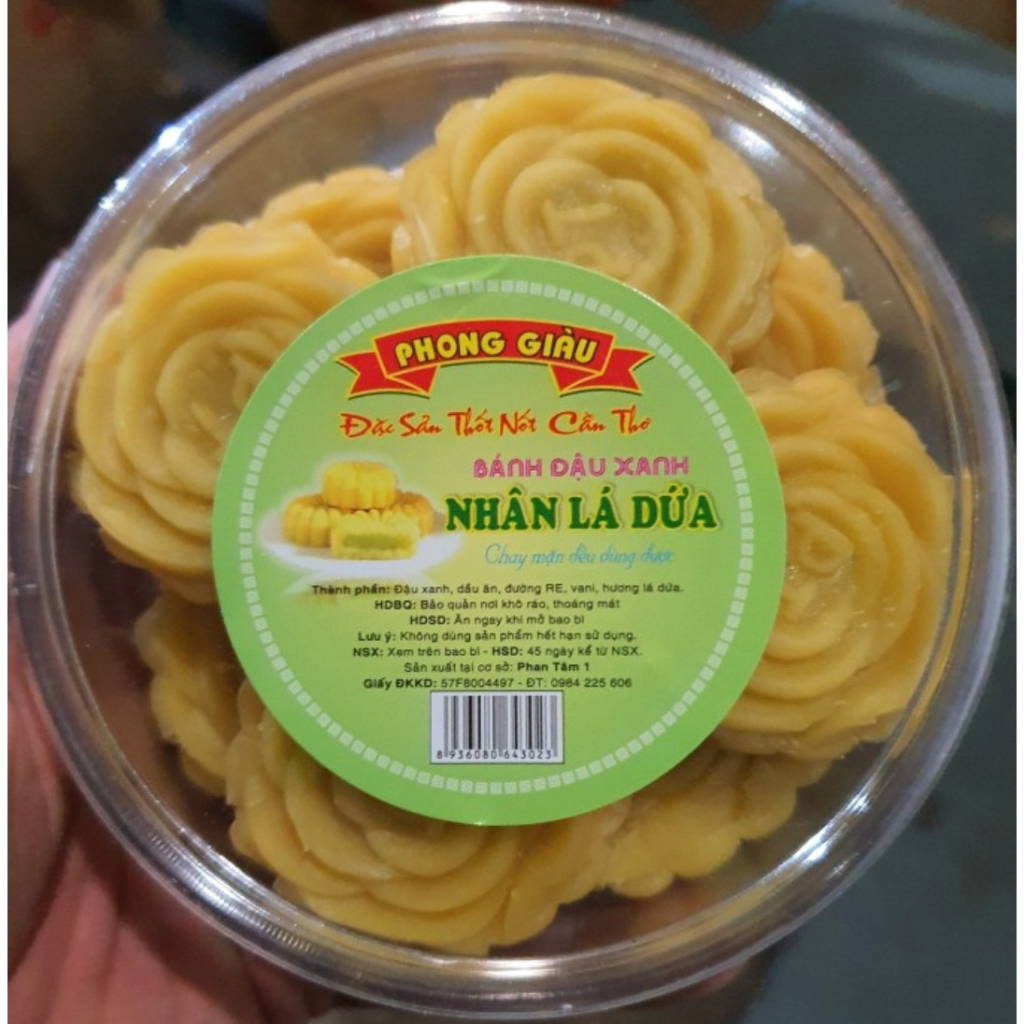 PHONG GIÀU
Đặc Sản Thốt Nốt Cần Thơ
BÁNH ĐẬU XANH
NHÂN LÁ DỨA
Chay mặn đều dùng được
Thành phần: Đậu xanh, dầu ăn, đường RE, vani, hương lá dứa.
HDBQ: Bảo quản nơi khô ráo, thoáng mát
HDSD: Ăn ngay khi mở bao bì
Lưu ý: Không dùng sản phẩm hết hạn sử dụng.
NSX: Xem trên bao bì - HSD: 45 ngày kể từ NSX.
Sản xuất tại cơ sở: Phan Tâm 1
Giấy ĐKKD: 57F8004497 - ĐT: 0984 225 606
8 936080 643023